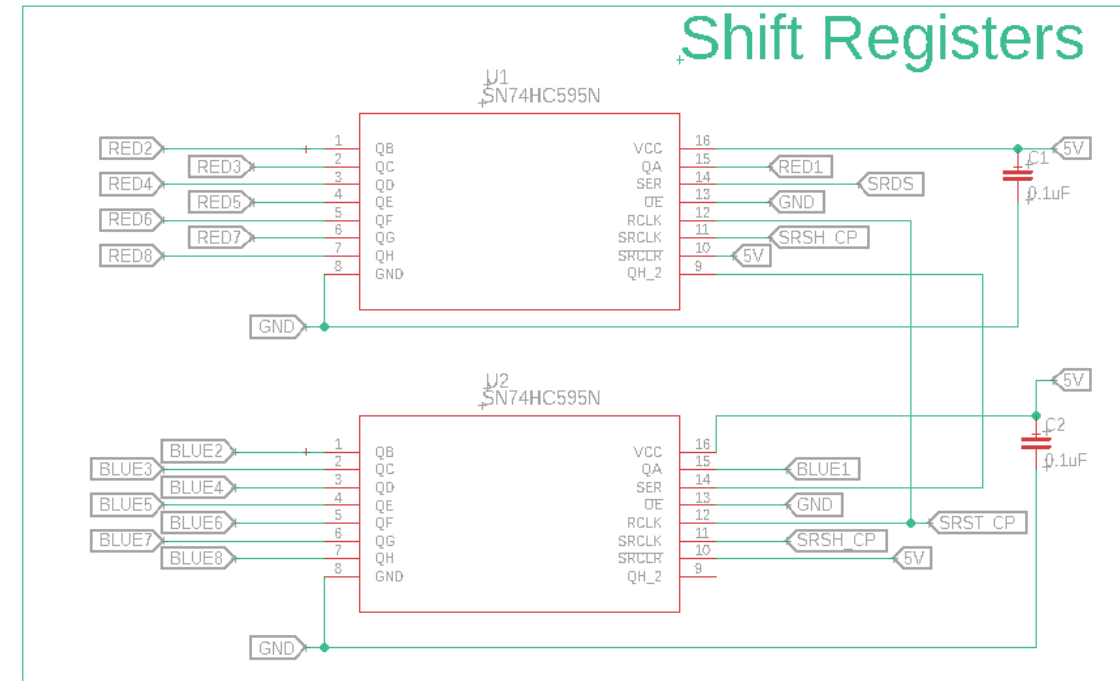 Shift Registers
U1
SN74HC595N
RED2 1 QB VCC 16 5V
RED3 2 QC QA 15 RED1 C1
RED4 3 QD SER 14 SRDS 0.1uF
RED5 4 QE OE 13 GND
RED6 5 QF RCLK 12
RED7 6 QG SRCLK 11 SRSH_CP
RED8 7 QH SRCLR 10 5V
8 GND QH_2 9
GND
U2
SN74HC595N
5V
C2
0.1uF
BLUE2 1 QB VCC 16
BLUE3 2 QC QA 15 BLUE1
BLUE4 3 QD SER 14
BLUE5 4 QE OE 13 GND
BLUE6 5 QF RCLK 12 SRST_CP
BLUE7 6 QG SRCLK 11 SRSH_CP
BLUE8 7 QH SRCLR 10 5V
8 GND QH_2 9
GND